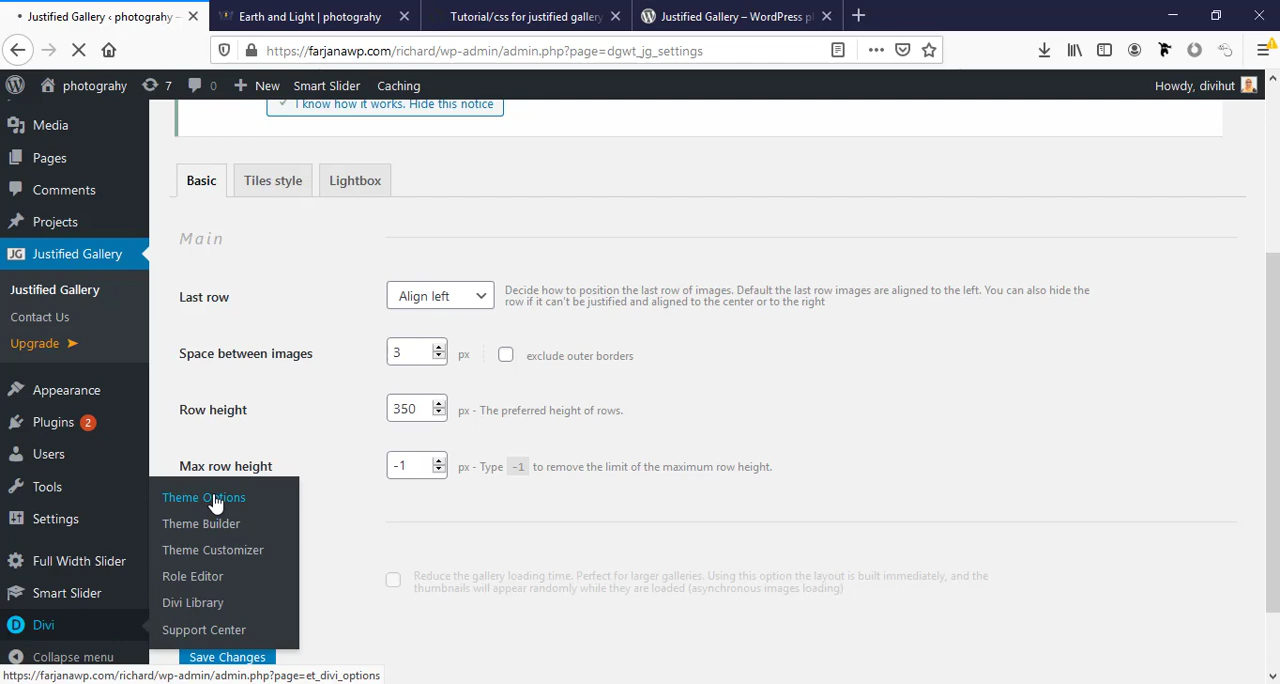 Justified Gallery ‹ photograhy –
Earth and Light | photograhy
Tutorial/css for justified gallery
Justified Gallery – WordPress pl
https://farjanawp.com/richard/wp-admin/admin.php?page=dgwt_jg_settings
photograhy
7
0
New
Smart Slider
Caching
Howdy, divihut
Media
Pages
Comments
Projects
JG Justified Gallery
Justified Gallery
Contact Us
Upgrade ➤
Appearance
Plugins 2
Users
Tools
Settings
Full Width Slider
Smart Slider
D Divi
Collapse menu
Theme Options
Theme Builder
Theme Customizer
Role Editor
Divi Library
Support Center
✓ I know how it works. Hide this notice
Basic
Tiles style
Lightbox
Main
Last row
Align left
Decide how to position the last row of images. Default the last row images are aligned to the left. You can also hide the
row if it can't be justified and aligned to the center or to the right
Space between images
3
px
exclude outer borders
Row height
350
px - The preferred height of rows.
Max row height
-1
px - Type -1 to remove the limit of the maximum row height.
Reduce the gallery loading time. Perfect for larger galleries. Using this option the layout is built immediately, and the
thumbnails will appear randomly while they are loaded (asynchronous images loading)
Save Changes
https://farjanawp.com/richard/wp-admin/admin.php?page=et_divi_options